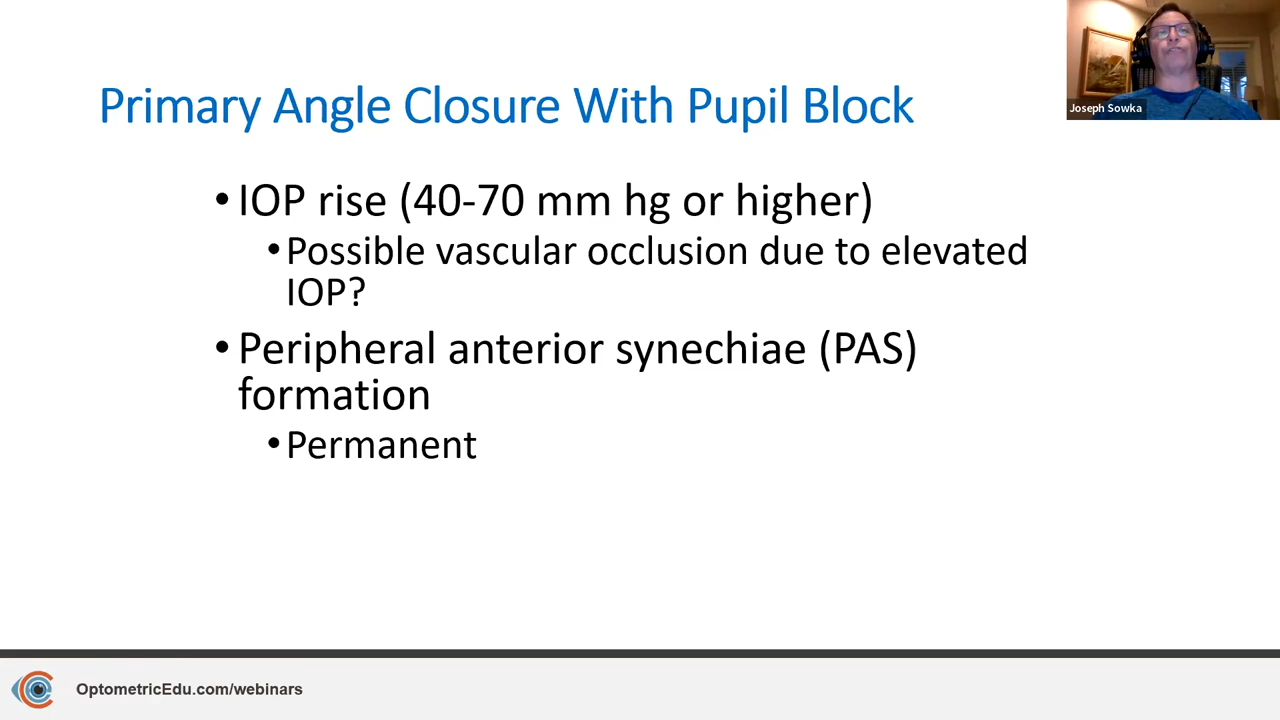 Joseph Sowka
Primary Angle Closure With Pupil Block
• IOP rise (40-70 mm hg or higher)
• Possible vascular occlusion due to elevated
IOP?
• Peripheral anterior synechiae (PAS)
formation
• Permanent
OptometricEdu.com/webinars